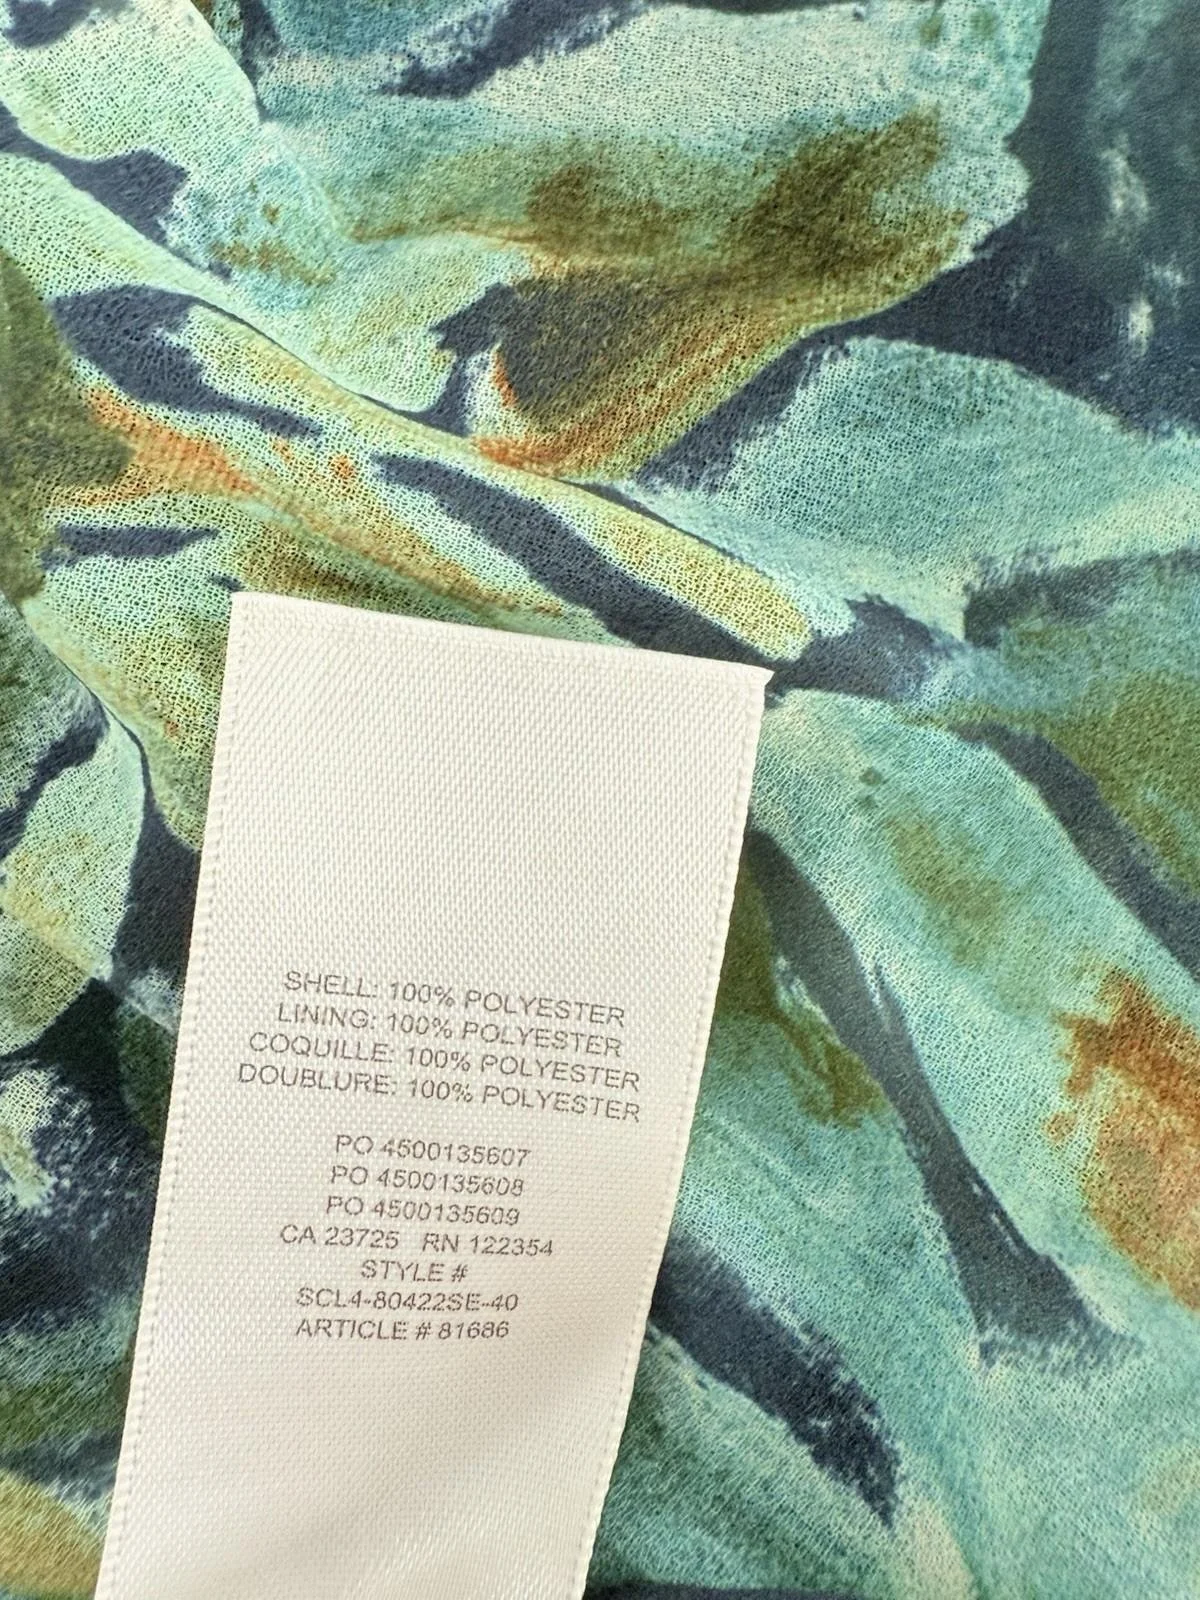 SHELL: 100% POLYESTER
LINING: 100% POLYESTER
COQUILLE: 100% POLYESTER
DOUBLURE: 100% POLYESTER
PO 4500135607
PO 4500135608
PO 4500135609
CA 23725 RN 122354
STYLE #
SCL4-80422SE-40
ARTICLE # 81686